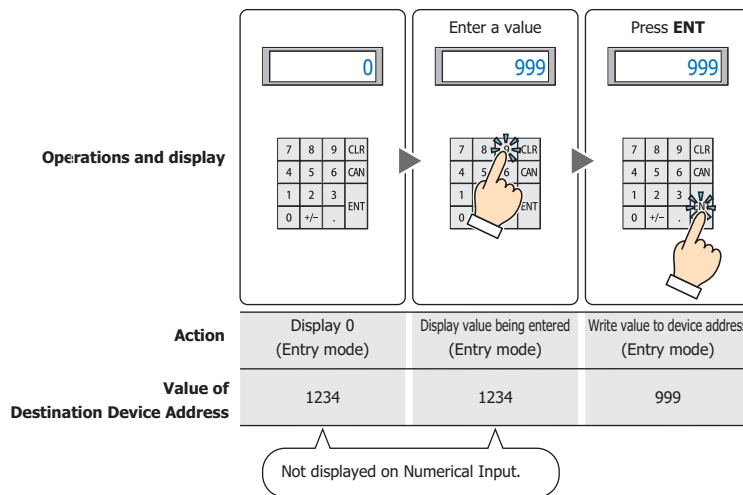 Enter a value
Press ENT
0
999
999
Operations and display
7 8 9 CLR
4 5 6 CAN
1 2 3
ENT
0 +/− .
7 8 9 CLR
4 5 6 CAN
1
ENT
0
7 8 9 CLR
4 5 6 CAN
1 2 3
0 +/− .
Action
Display 0
(Entry mode)
Display value being entered
(Entry mode)
Write value to device address
(Entry mode)
Value of
Destination Device Address
1234
1234
999
Not displayed on Numerical Input.